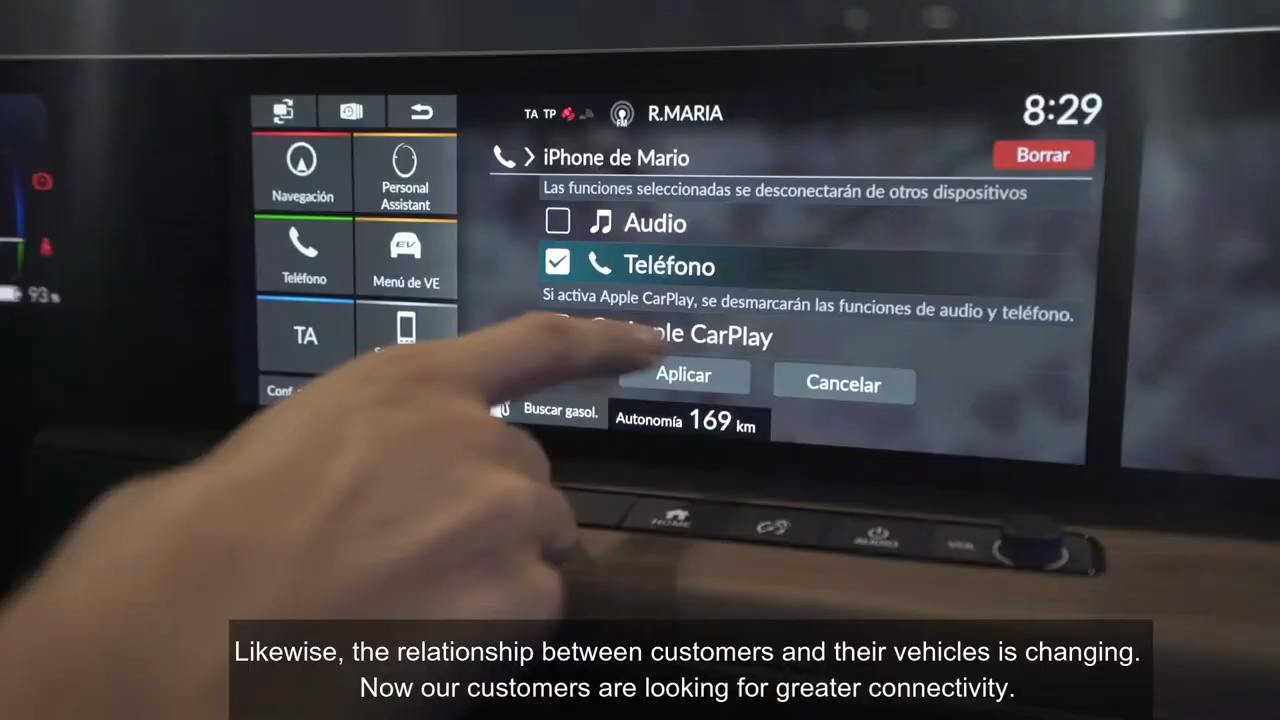 TA TP
FM
R.MARIA
8:29
iPhone de Mario
Borrar
Las funciones seleccionadas se desconectarán de otros dispositivos
Audio
Teléfono
Si activa Apple CarPlay, se desmarcarán las funciones de audio y teléfono.
CarPlay
Aplicar
Cancelar
Buscar gasol.
Autonomía 169 km
Navegación
Personal
Assistant
Teléfono
EV
Menú de VE
TA
93%
HOME
AUDIO
VOL
Likewise, the relationship between customers and their vehicles is changing.
Now our customers are looking for greater connectivity.